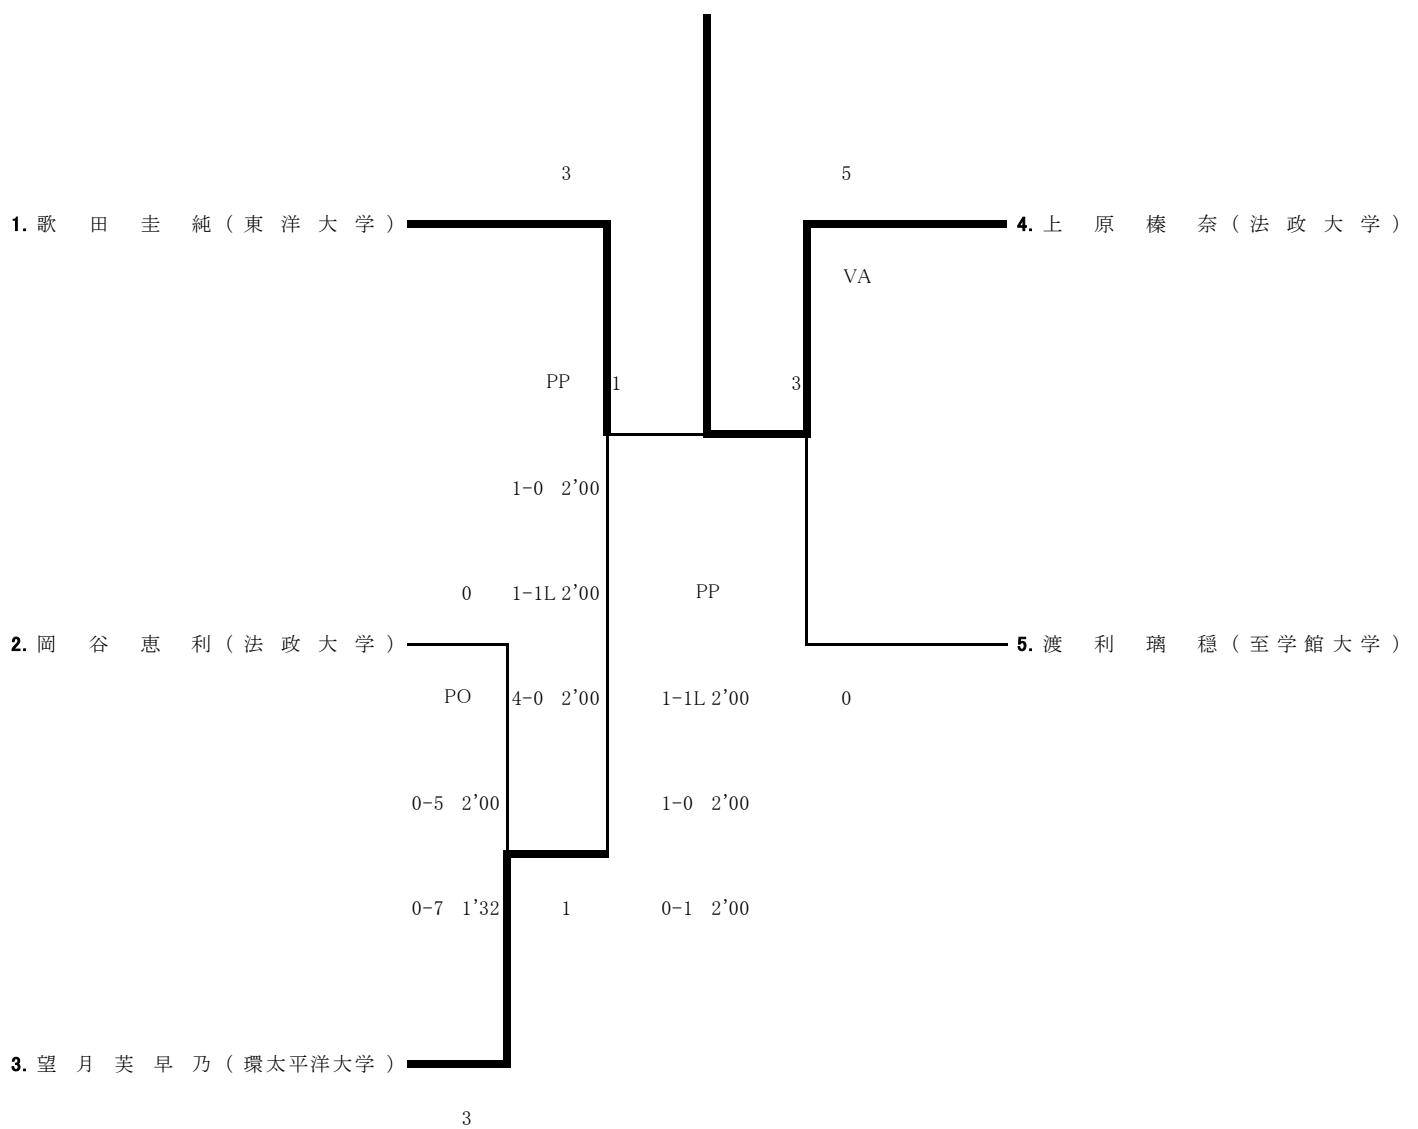 3 5
1. 歌田圭純(東洋大学) 4. 上原榛奈(法政大学)
VA
PP 1 3
1-0 2'00
0 1-1L 2'00 PP
2. 岡谷恵利(法政大学) 5. 渡利璃穏(至学館大学)
PO 4-0 2'00 1-1L 2'00 0
0-5 2'00 1-0 2'00
0-7 1'32 1 0-1 2'00
3. 望月芙早乃(環太平洋大学)
3